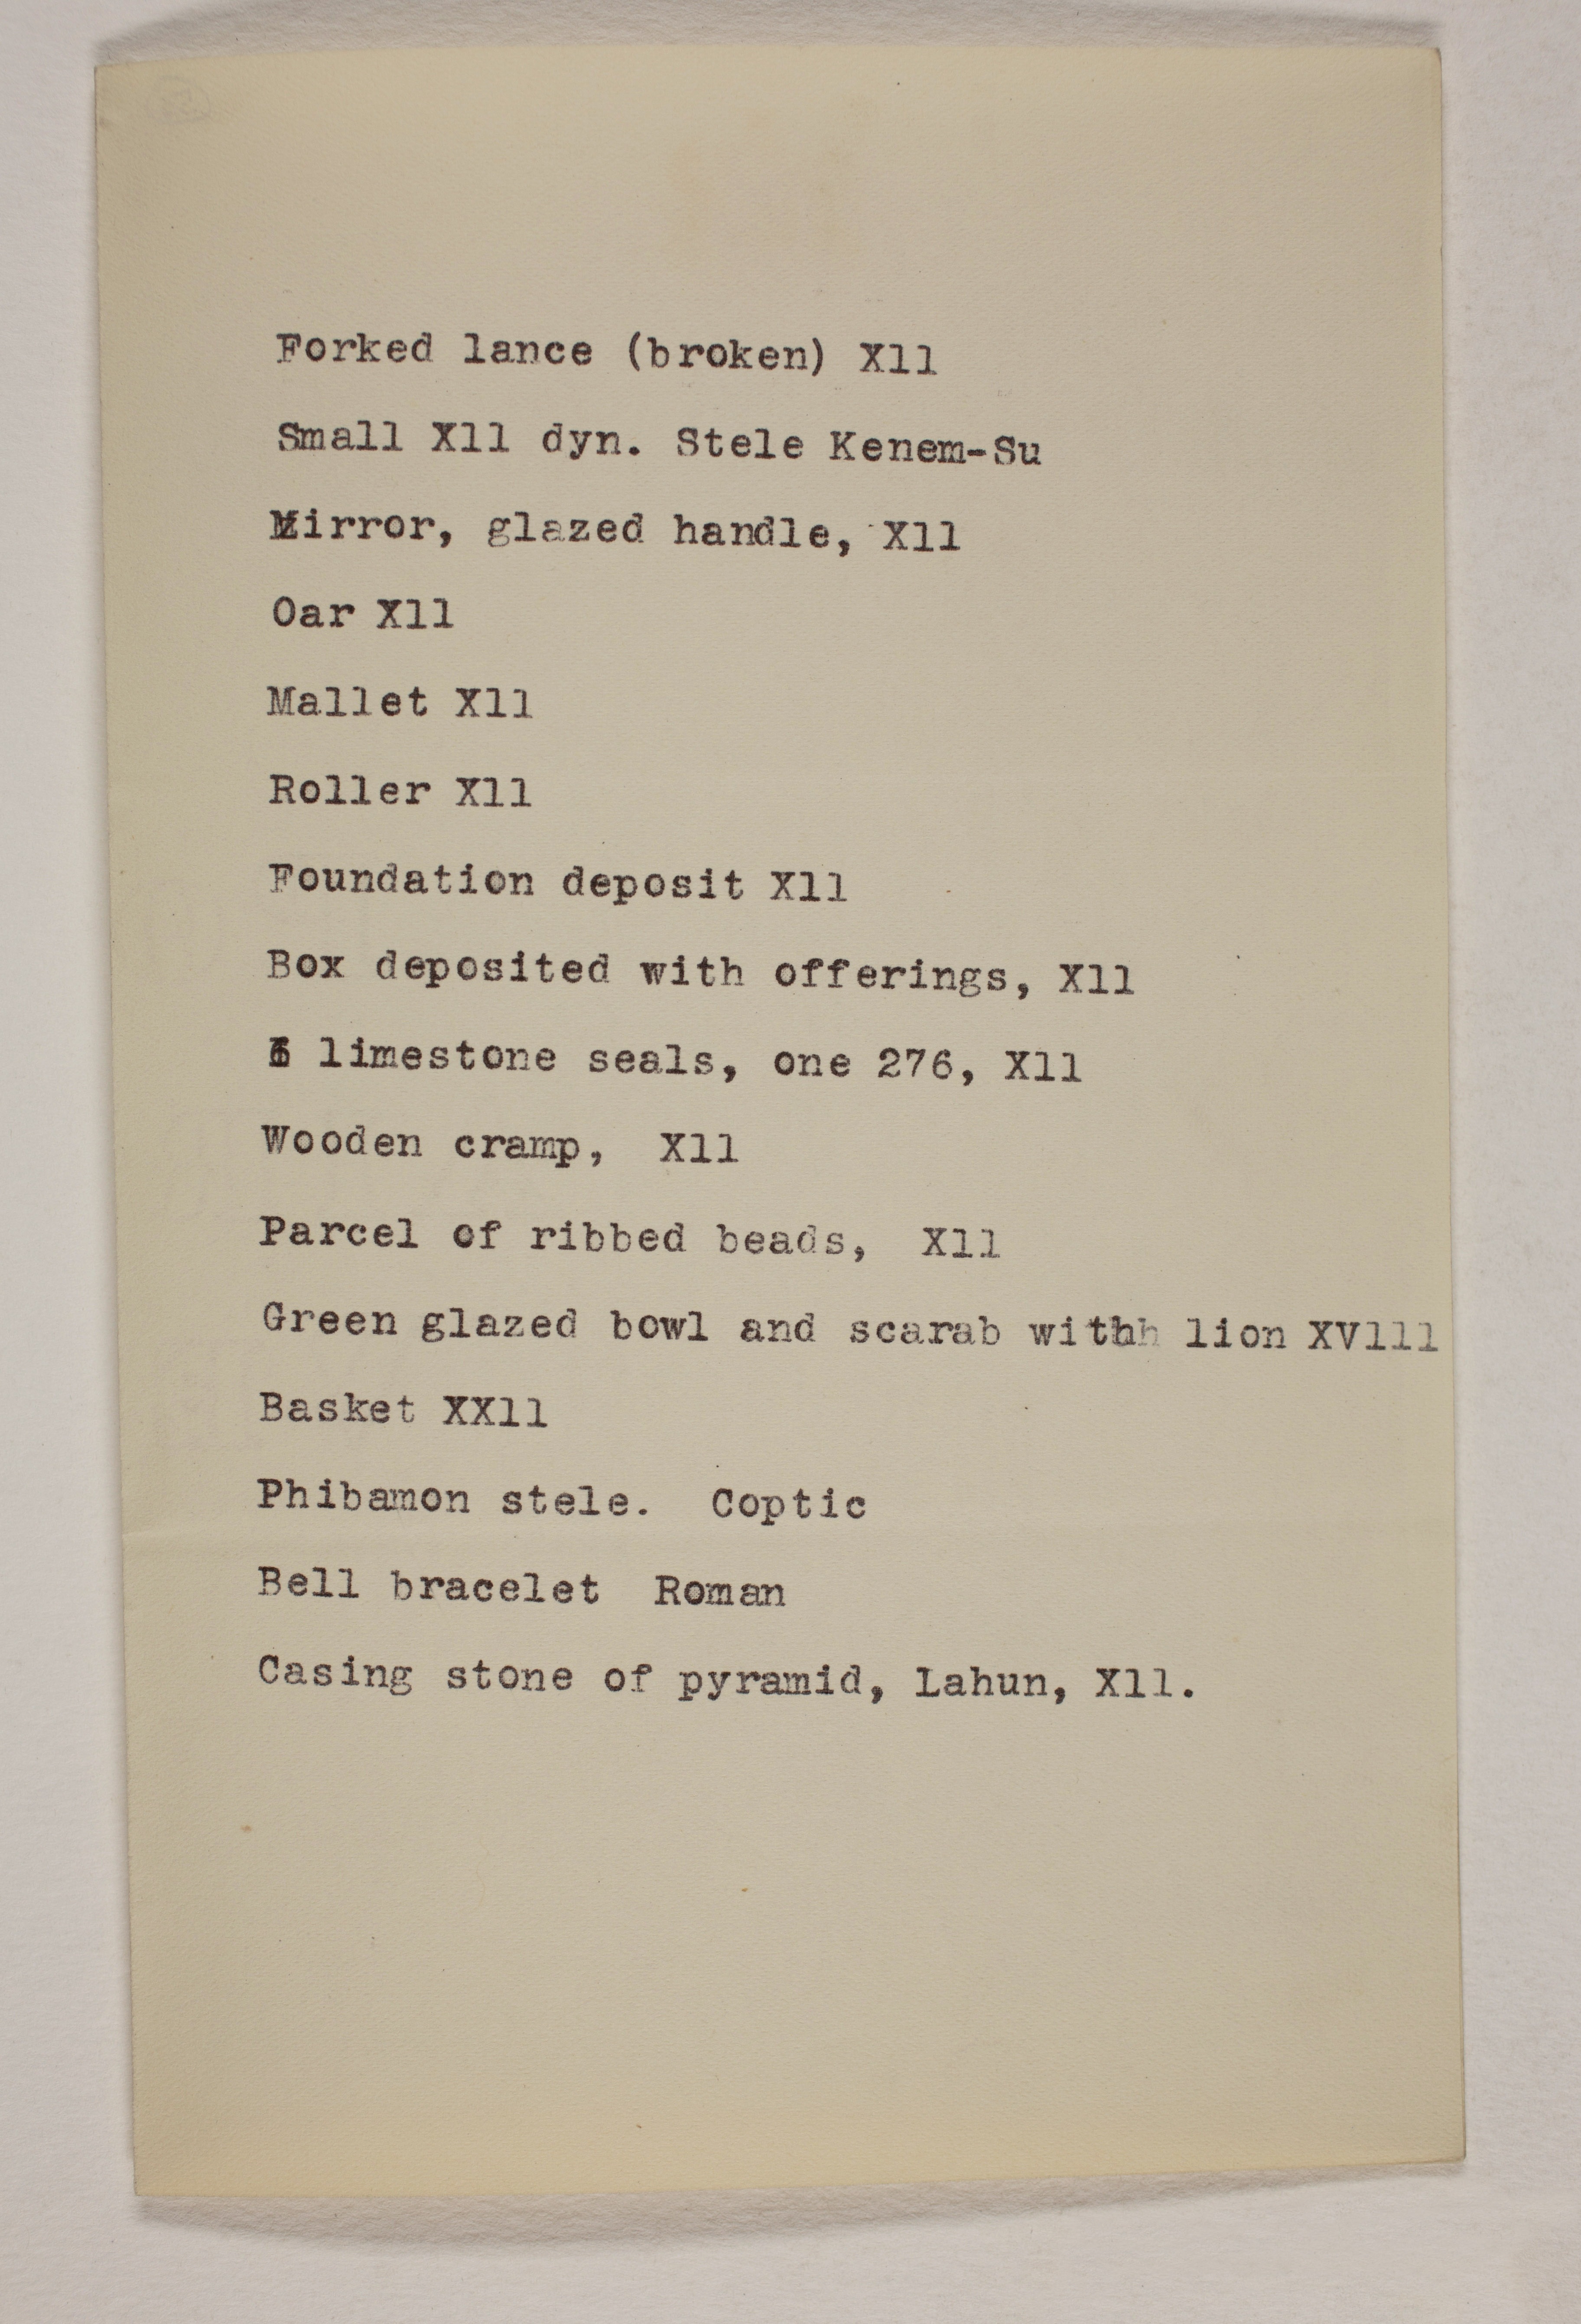 Forked lance (broken) X11
Small X11 dyn. Stele Kenem-Su
Mirror, glazed handle, X11
Oar X11
Mallet X11
Roller X11
Foundation deposit X11
Box deposited with offerings, X11
6 limestone seals, one 276, X11
Wooden cramp, X11
Parcel of ribbed beads, X11
Green glazed bowl and scarab withh lion XV111
Basket XX11
Phibamon stele. Coptic
Bell bracelet Roman
Casing stone of pyramid, Lahun, X11.